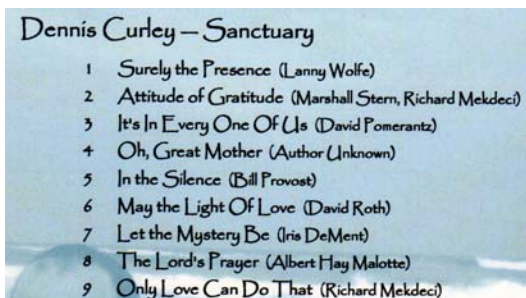 Dennis Curley – Sanctuary
1 Surely the Presence (Lanny Wolfe)
2 Attitude of Gratitude (Marshall Stern, Richard Mekdeci)
3 It's In Every One Of Us (David Pomerantz)
4 Oh, Great Mother (Author Unknown)
5 In the Silence (Bill Provost)
6 May the Light Of Love (David Roth)
7 Let the Mystery Be (Iris DeMent)
8 The Lord's Prayer (Albert Hay Malotte)
9 Only Love Can Do That (Richard Mekdeci)